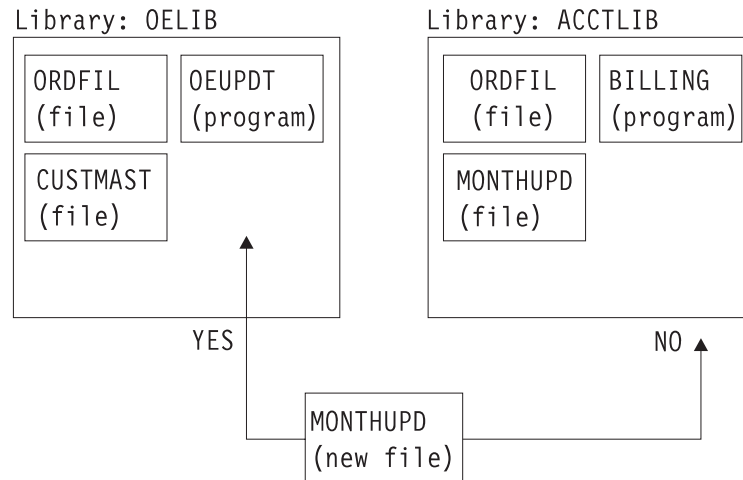 Library: OELIB
ORDFIL
(file)
OEUPDT
(program)
CUSTMAST
(file)
Library: ACCTLIB
ORDFIL
(file)
BILLING
(program)
MONTHUPD
(file)
YES
NO
MONTHUPD
(new file)